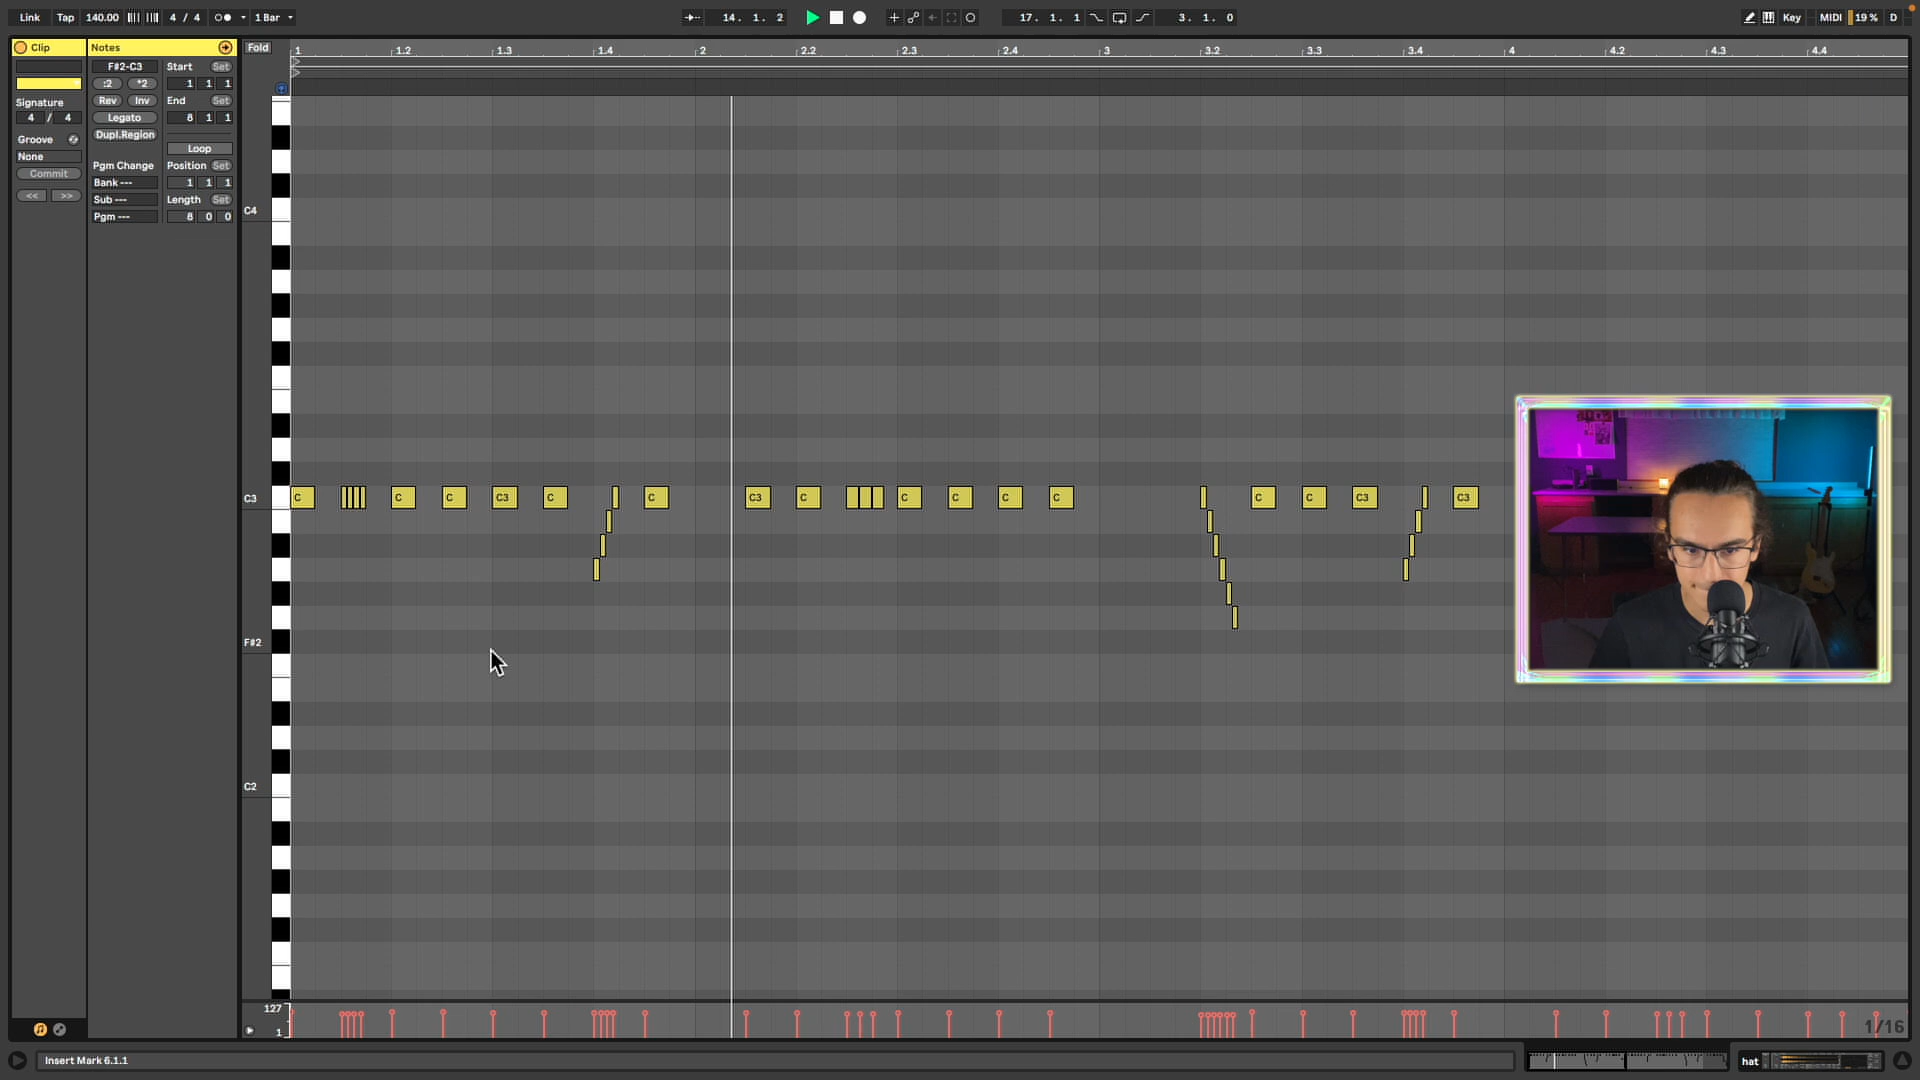 Link Tap 140.00 4 / 4 1 Bar 14. 1. 2 17. 1. 1 3. 1. 0 Key MIDI 19 % D
Clip Notes Fold 1 1.2 1.3 1.4 2 2.2 2.3 2.4 3 3.2 3.3 3.4 4 4.2 4.3 4.4
F#2-C3 Start Set
:2 *2 1 1 1
Signature Rev Inv End Set
4 / 4 Legato 8 1 1
Groove Dupl.Region
None Loop
Commit Pgm Change Position Set
<< >> Bank --- 1 1 1
Sub --- Length Set
Pgm --- 8 0 0
C4
C3 C C C C3 C C C3 C C C C C C C C3 C3
F#2
C2
127
1
1/16
Insert Mark 6.1.1 hat